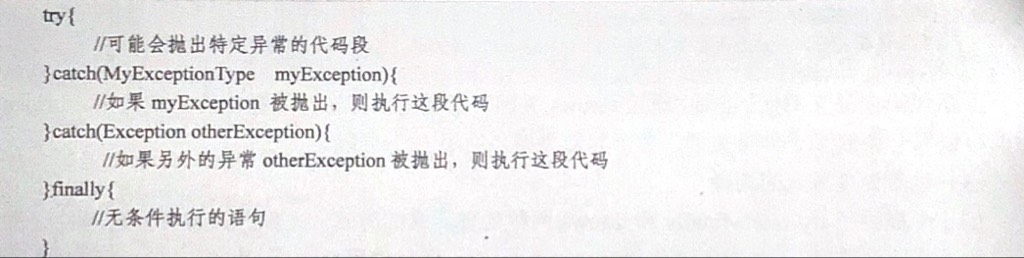 try{
//可能会抛出特定异常的代码段
}catch(MyExceptionType myException){
//如果 myException 被抛出，则执行这段代码
}catch(Exception otherException){
//如果另外的异常 otherException 被抛出，则执行这段代码
}finally{
//无条件执行的语句
}